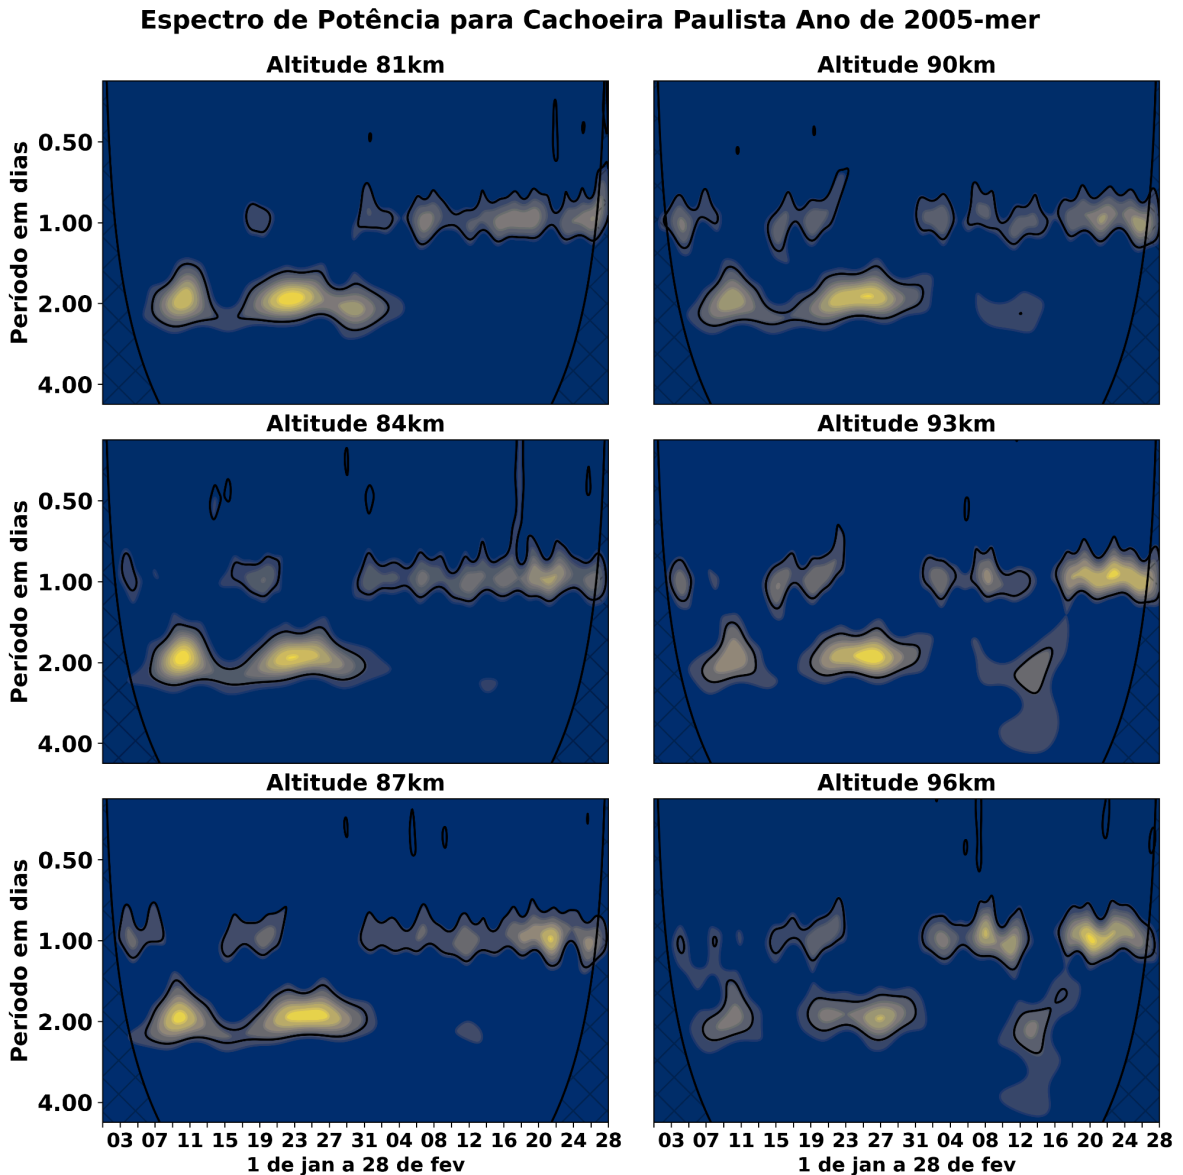 Espectro de Potência para Cachoeira Paulista Ano de 2005-mer
Altitude 81km
Altitude 90km
Período em dias
0.50
1.00
2.00
4.00
Altitude 84km
Altitude 93km
Período em dias
0.50
1.00
2.00
4.00
Altitude 87km
Altitude 96km
Período em dias
0.50
1.00
2.00
4.00
03 07 11 15 19 23 27 31 04 08 12 16 20 24 28
03 07 11 15 19 23 27 31 04 08 12 16 20 24 28
1 de jan a 28 de fev
1 de jan a 28 de fev